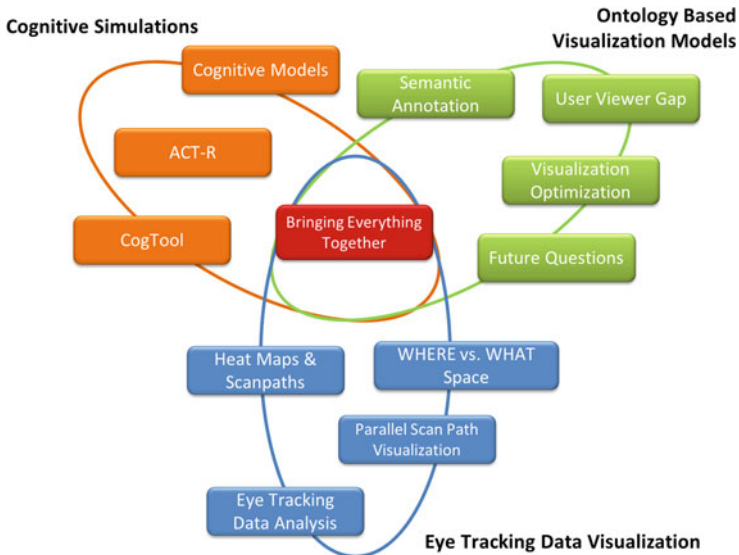 Cognitive Simulations
Ontology Based
Visualization Models
Cognitive Models
Semantic
Annotation
User Viewer Gap
ACT-R
Visualization
Optimization
Bringing Everything
Together
CogTool
Future Questions
Heat Maps &
Scanpaths
WHERE vs. WHAT
Space
Parallel Scan Path
Visualization
Eye Tracking
Data Analysis
Eye Tracking Data Visualization